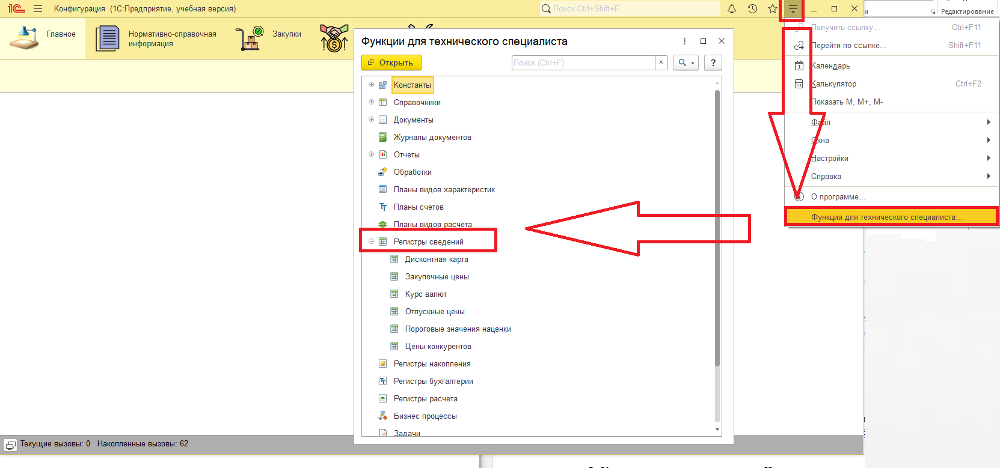 1С Конфигурация (1С:Предприятие, учебная версия)
Поиск Ctrl+Shift+F
Редактирование
Главное
Нормативно-справочная
информация
Закупки
Функции для технического специалиста
Открыть
Поиск (Ctrl+F)
×
?
Константы
Справочники
Документы
Журналы документов
Отчеты
Обработки
Планы видов характеристик
Планы счетов
Планы видов расчета
Регистры сведений
Дисконтная карта
Закупочные цены
Курс валют
Отпускные цены
Пороговые значения наценки
Цены конкурентов
Регистры накопления
Регистры бухгалтерии
Регистры расчета
Бизнес процессы
Задачи
Получить ссылку... Ctrl+F11
Перейти по ссылке... Shift+F11
Календарь
Калькулятор Ctrl+F2
Показать М, М+, М-
Файл
Окна
Настройки
Справка
О программе...
Функции для технического специалиста...
Текущие вызовы: 0 Накопленные вызовы: 62